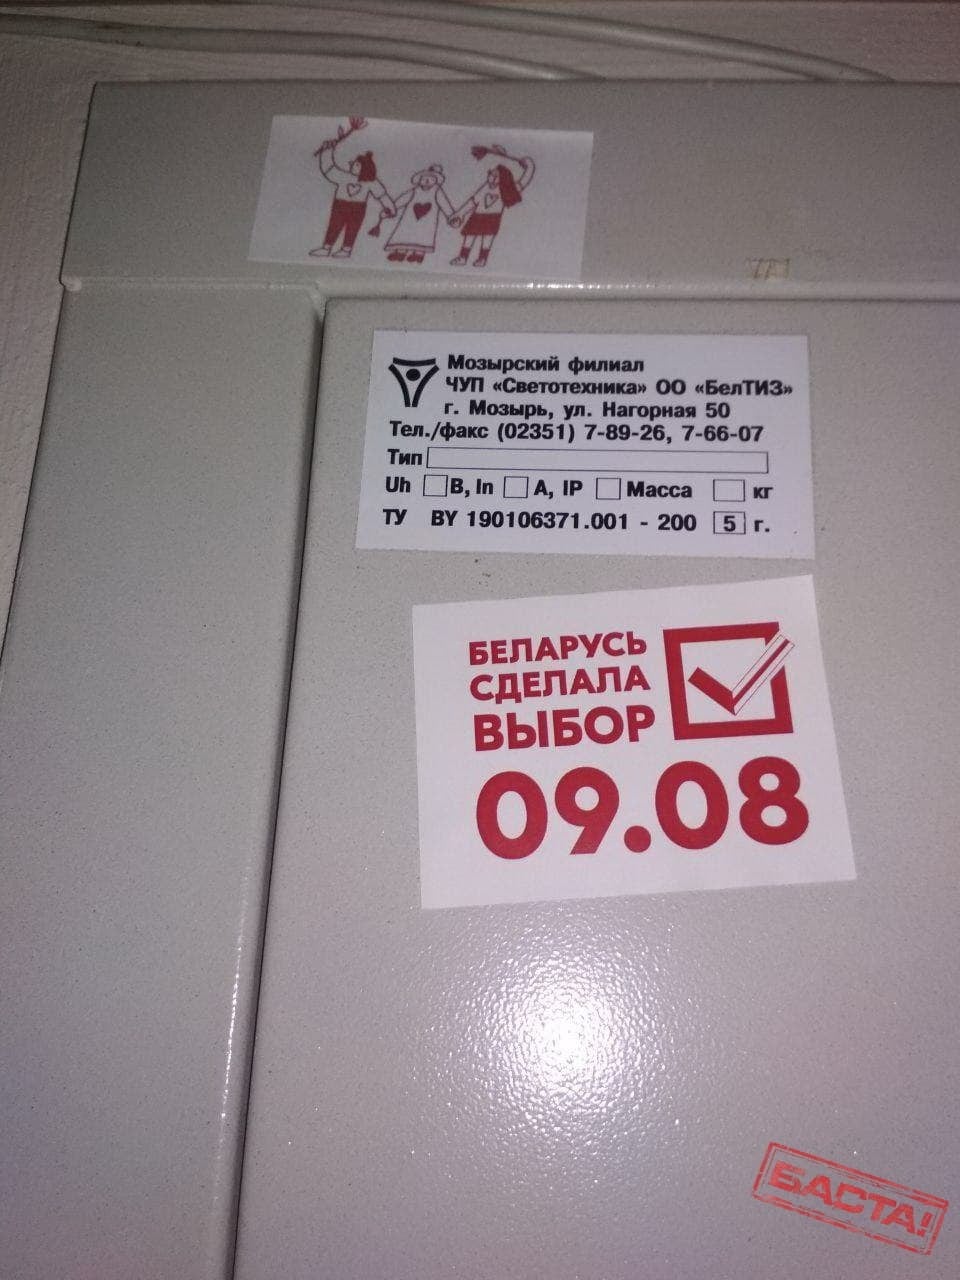 Мозырский филиал
ЧУП «Светотехника» ОО «БелТИЗ»
г. Мозырь, ул. Нагорная 50
Тел./факс (02351) 7-89-26, 7-66-07
Тип
Uh В, In А, IP Масса кг
ТУ BY 190106371.001 - 200 5 г.
БЕЛАРУСЬ
СДЕЛАЛА
ВЫБОР
09.08
БАСТА!